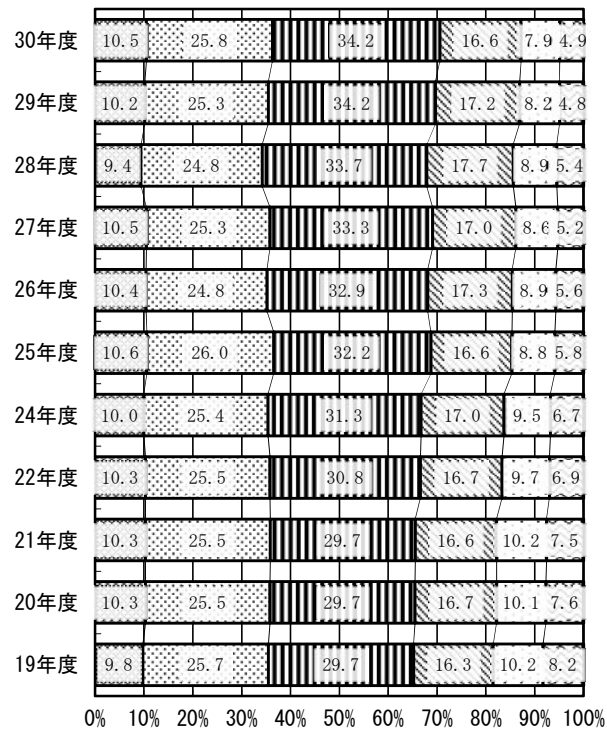 30年度 10.5 25.8 34.2 16.6 7.9 4.9
29年度 10.2 25.3 34.2 17.2 8.2 4.8
28年度 9.4 24.8 33.7 17.7 8.9 5.4
27年度 10.5 25.3 33.3 17.0 8.6 5.2
26年度 10.4 24.8 32.9 17.3 8.9 5.6
25年度 10.6 26.0 32.2 16.6 8.8 5.8
24年度 10.0 25.4 31.3 17.0 9.5 6.7
22年度 10.3 25.5 30.8 16.7 9.7 6.9
21年度 10.3 25.5 29.7 16.6 10.2 7.5
20年度 10.3 25.5 29.7 16.7 10.1 7.6
19年度 9.8 25.7 29.7 16.3 10.2 8.2
0% 10% 20% 30% 40% 50% 60% 70% 80% 90% 100%